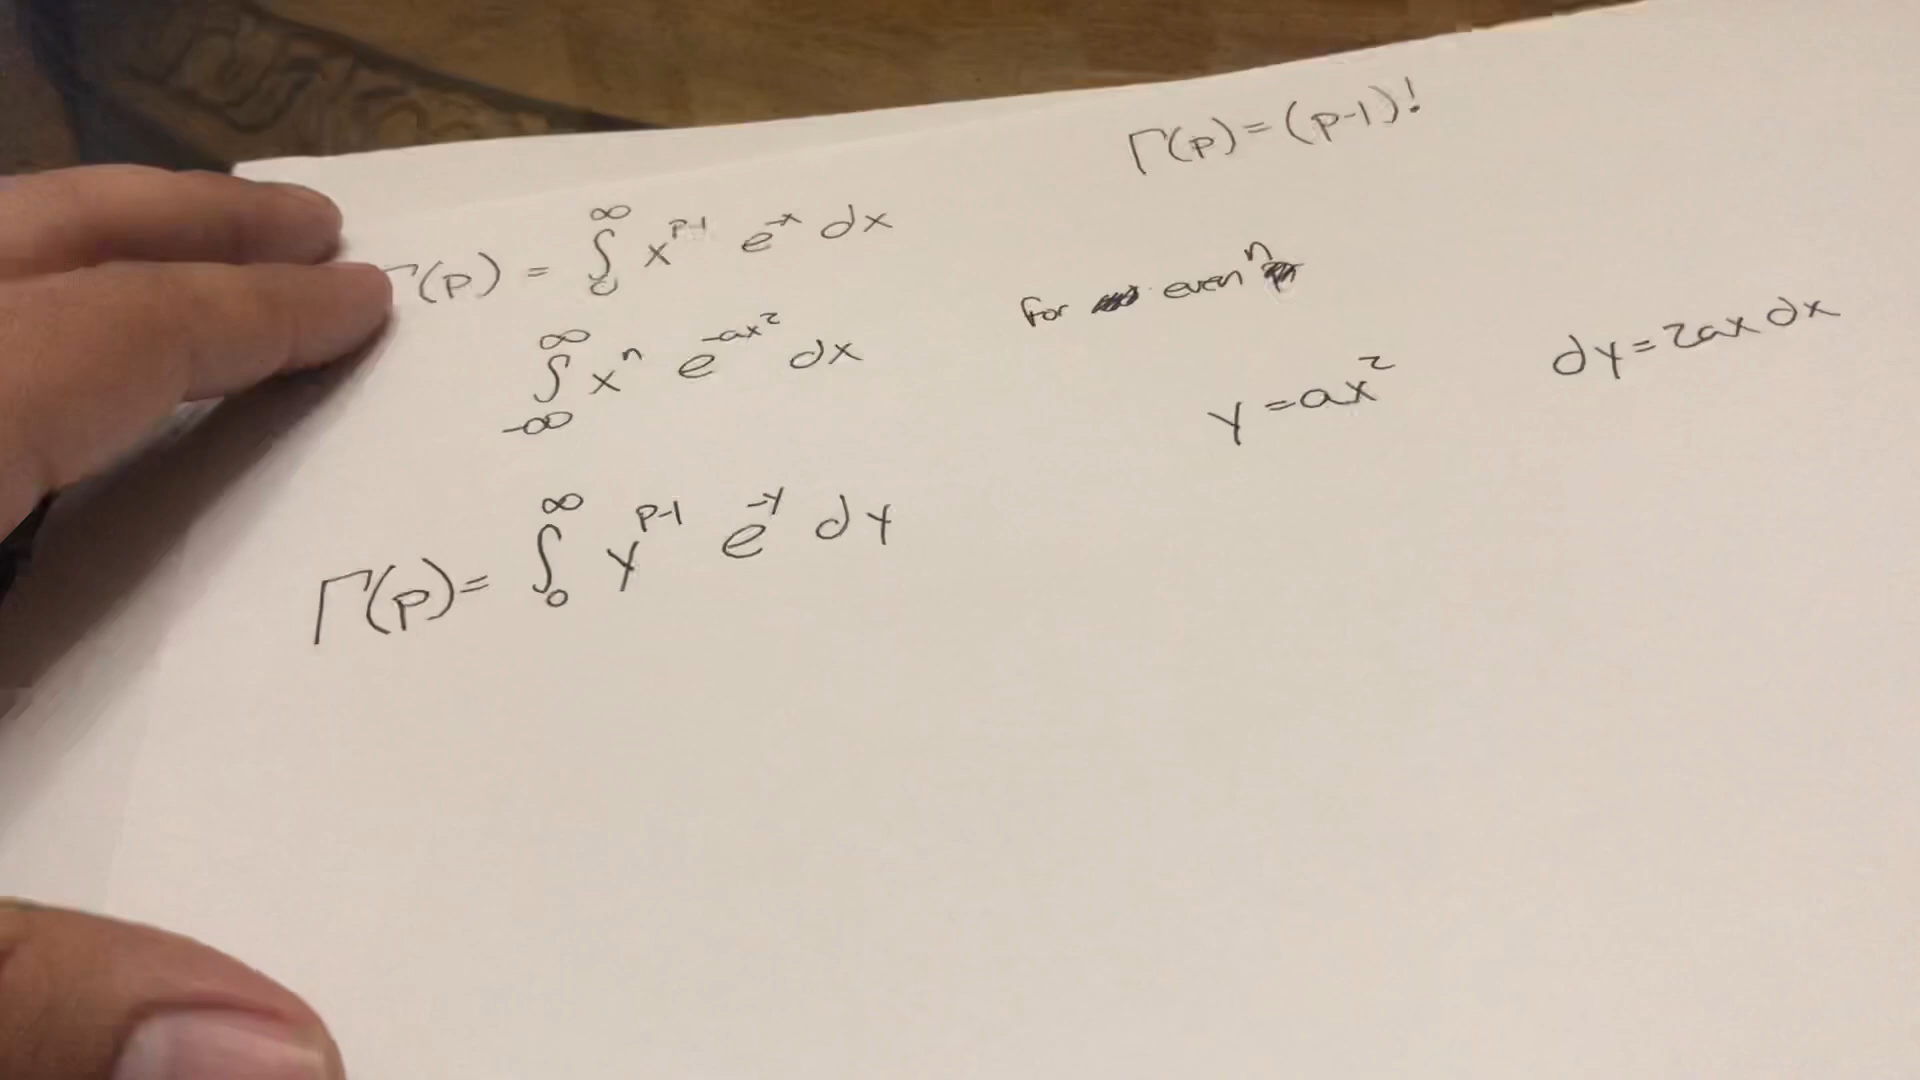 Γ(p) = (p-1)!
Γ(p) = ∫₀^∞ x^{p-1} e^{-x} dx
for even n
∫_{-∞}^∞ x^n e^{-ax²} dx
y = ax² dy = 2ax dx
Γ(p) = ∫₀^∞ y^{p-1} e^{-y} dy